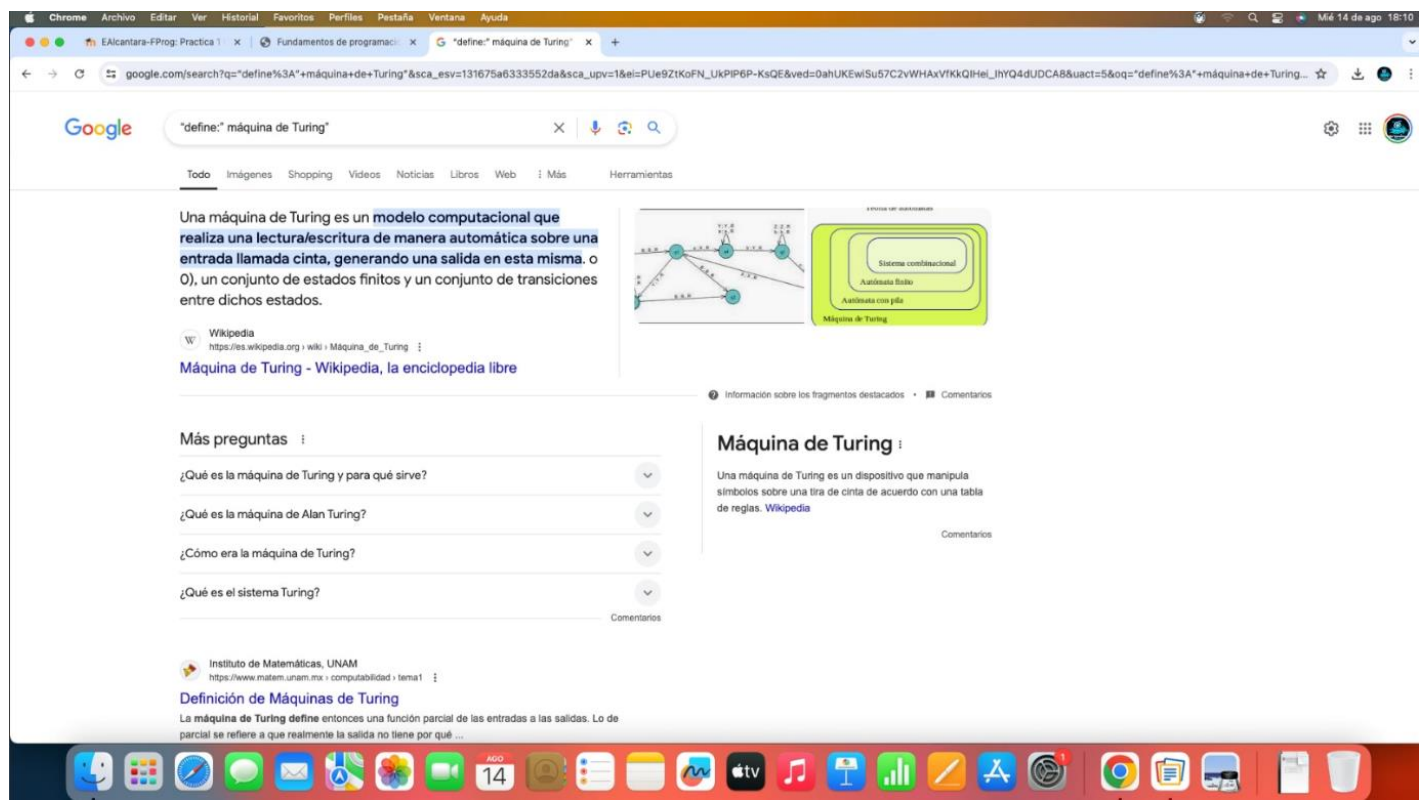 Chrome Archivo Editar Ver Historial Favoritos Perfiles Pestaña Ventana Ayuda
Mié 14 de ago 18:10
EAlcantara-FProg: Practica 1
Fundamentos de programaci
"define:" máquina de Turing"
google.com/search?q="define%3A"+máquina+de+Turing"&sca_esv=131675a6333552da&sca_upv=1&ei=PUe9ZtKoFN_UkPIP6P-KsQE&ved=0ahUKEwiSu57C2vWHAxVfKkQIHei_IhYQ4dUDCA8&uact=5&oq="define%3A"+máquina+de+Turing...
Google
"define:" máquina de Turing"
Todo Imágenes Shopping Videos Noticias Libros Web Más Herramientas
Una máquina de Turing es un modelo computacional que
realiza una lectura/escritura de manera automática sobre una
entrada llamada cinta, generando una salida en esta misma. o
0), un conjunto de estados finitos y un conjunto de transiciones
entre dichos estados.
W
Wikipedia
https://es.wikipedia.org › wiki › Máquina_de_Turing
Máquina de Turing - Wikipedia, la enciclopedia libre
Sistema combinacional
Autómata finito
Autómata con pila
Máquina de Turing
Información sobre los fragmentos destacados • Comentarios
Más preguntas
¿Qué es la máquina de Turing y para qué sirve?
¿Qué es la máquina de Alan Turing?
¿Cómo era la máquina de Turing?
¿Qué es el sistema Turing?
Comentarios
Máquina de Turing
Una máquina de Turing es un dispositivo que manipula
símbolos sobre una tira de cinta de acuerdo con una tabla
de reglas. Wikipedia
Comentarios
Instituto de Matemáticas, UNAM
https://www.matem.unam.mx › computabilidad › tema1
Definición de Máquinas de Turing
La máquina de Turing define entonces una función parcial de las entradas a las salidas. Lo de
parcial se refiere a que realmente la salida no tiene por qué ...
AGO
14
tv
1